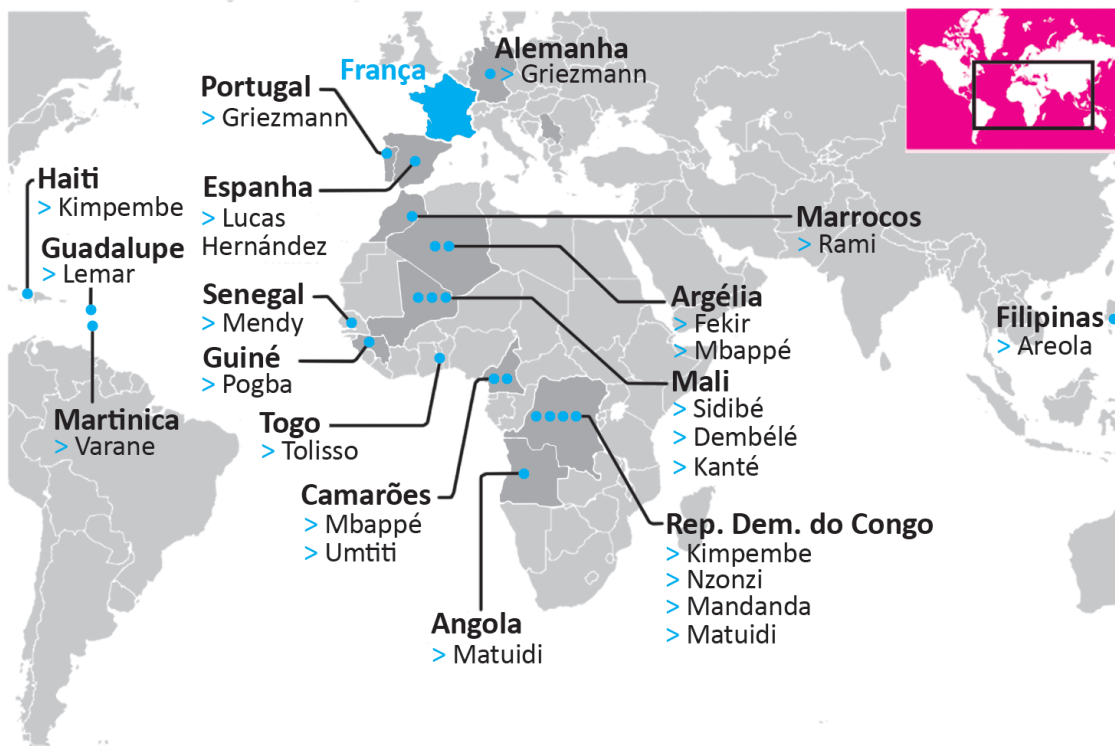 Alemanha
> Griezmann
França
Portugal
> Griezmann
Haiti
> Kimpembe
Espanha
> Lucas
Hernández
Marrocos
> Rami
Guadalupe
> Lemar
Senegal
> Mendy
Argélia
> Fekir
> Mbappé
Filipinas
> Areola
Guiné
> Pogba
Mali
> Sidibé
> Dembélé
> Kanté
Martinica
> Varane
Togo
> Tolisso
Camarões
> Mbappé
> Umtiti
Rep. Dem. do Congo
> Kimpembe
> Nzonzi
> Mandanda
> Matuidi
Angola
> Matuidi